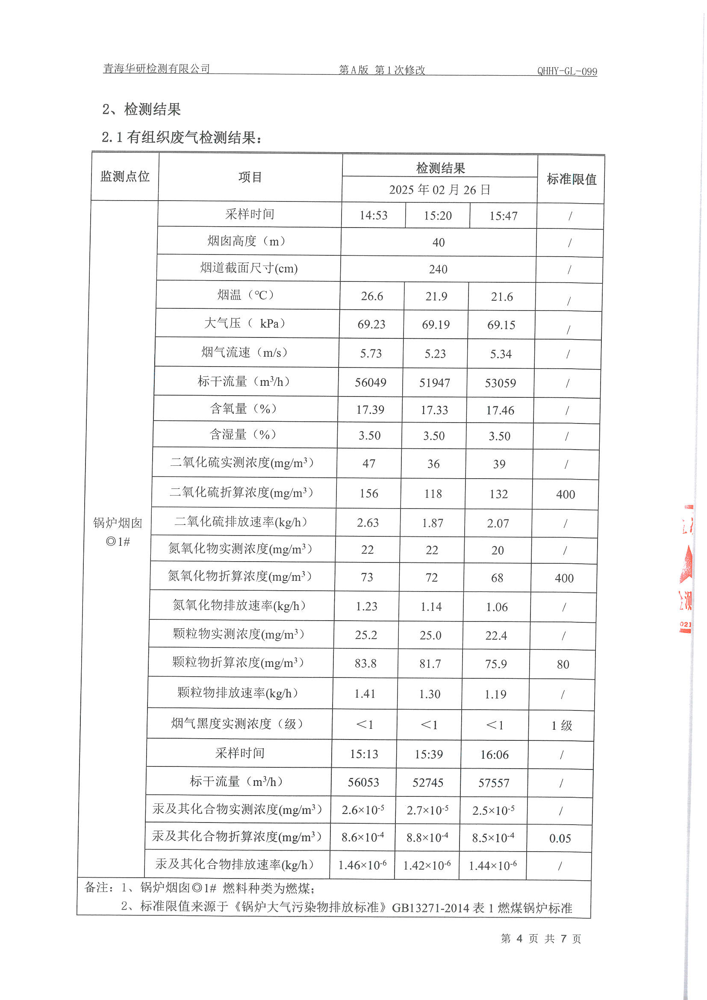 青海华研检测有限公司 第A版 第1次修改 QHHY-GL-099
2、检测结果
2.1有组织废气检测结果：
监测点位 项目 检测结果 标准限值
2025 年 02 月 26 日
采样时间 14:53 15:20 15:47 /
烟囱高度（m） 40 /
烟道截面尺寸(cm) 240 /
烟温（℃） 26.6 21.9 21.6 /
大气压（ kPa） 69.23 69.19 69.15 /
烟气流速（m/s） 5.73 5.23 5.34 /
标干流量（m³/h） 56049 51947 53059 /
含氧量（%） 17.39 17.33 17.46 /
含湿量（%） 3.50 3.50 3.50 /
二氧化硫实测浓度(mg/m³） 47 36 39 /
二氧化硫折算浓度(mg/m³） 156 118 132 400
锅炉烟囱
◎1#
二氧化硫排放速率(kg/h） 2.63 1.87 2.07 /
氮氧化物实测浓度(mg/m³） 22 22 20 /
氮氧化物折算浓度(mg/m³） 73 72 68 400
氮氧化物排放速率(kg/h） 1.23 1.14 1.06 /
颗粒物实测浓度(mg/m³） 25.2 25.0 22.4 /
颗粒物折算浓度(mg/m³） 83.8 81.7 75.9 80
颗粒物排放速率(kg/h） 1.41 1.30 1.19 /
烟气黑度实测浓度（级） ＜1 ＜1 ＜1 1 级
采样时间 15:13 15:39 16:06 /
标干流量（m³/h） 56053 52745 57557 /
汞及其化合物实测浓度(mg/m³） 2.6×10⁻⁵ 2.7×10⁻⁵ 2.5×10⁻⁵ /
汞及其化合物折算浓度(mg/m³） 8.6×10⁻⁴ 8.8×10⁻⁴ 8.5×10⁻⁴ 0.05
汞及其化合物排放速率(kg/h） 1.46×10⁻⁶ 1.42×10⁻⁶ 1.44×10⁻⁶ /
备注：1、锅炉烟囱◎1# 燃料种类为燃煤；
2、标准限值来源于《锅炉大气污染物排放标准》GB13271-2014 表 1 燃煤锅炉标准
第 4 页 共 7 页
021